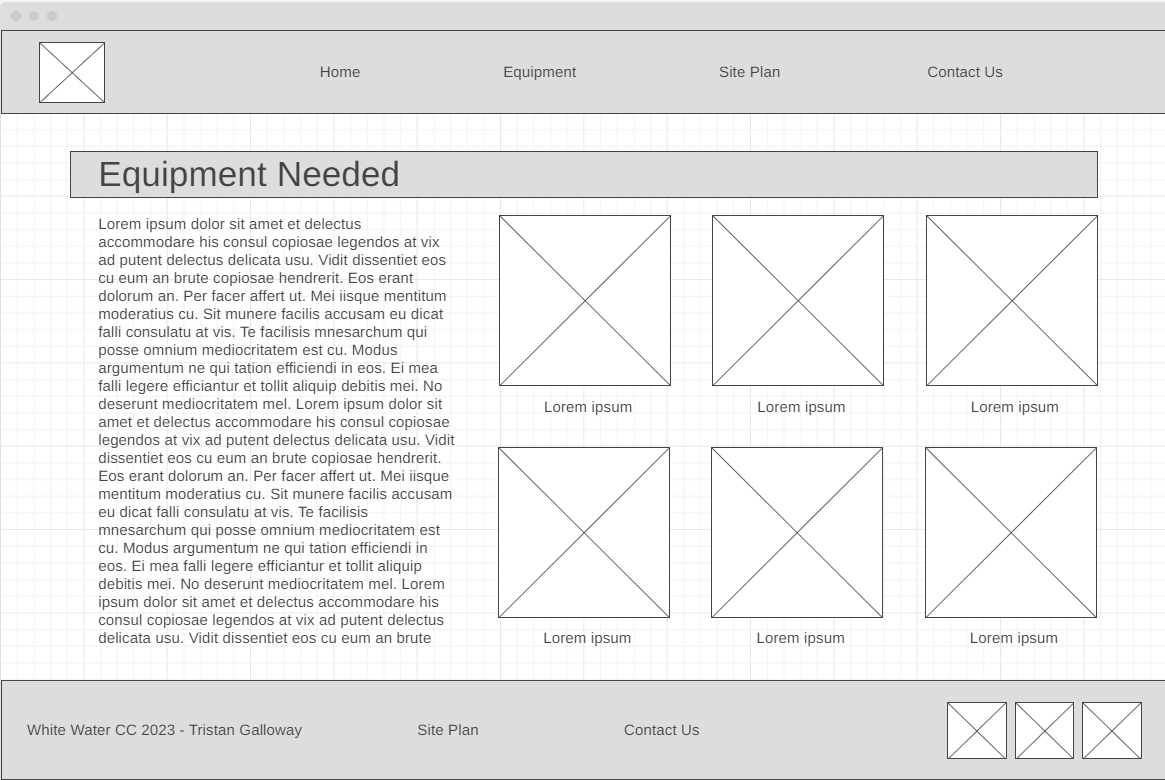 Home
Equipment
Site Plan
Contact Us
Equipment Needed
Lorem ipsum dolor sit amet et delectus
accommodare his consul copiosae legendos at vix
ad putent delectus delicata usu. Vidit dissentiet eos
cu eum an brute copiosae hendrerit. Eos erant
dolorum an. Per facer affert ut. Mei iisque mentitum
moderatius cu. Sit munere facilis accusam eu dicat
falli consulatu at vis. Te facilisis mnesarchum qui
posse omnium mediocritatem est cu. Modus
argumentum ne qui tation efficiendi in eos. Ei mea
falli legere efficiantur et tollit aliquip debitis mei. No
deserunt mediocritatem mel. Lorem ipsum dolor sit
amet et delectus accommodare his consul copiosae
legendos at vix ad putent delectus delicata usu. Vidit
dissentiet eos cu eum an brute copiosae hendrerit.
Eos erant dolorum an. Per facer affert ut. Mei iisque
mentitum moderatius cu. Sit munere facilis accusam
eu dicat falli consulatu at vis. Te facilisis
mnesarchum qui posse omnium mediocritatem est
cu. Modus argumentum ne qui tation efficiendi in
eos. Ei mea falli legere efficiantur et tollit aliquip
debitis mei. No deserunt mediocritatem mel. Lorem
ipsum dolor sit amet et delectus accommodare his
consul copiosae legendos at vix ad putent delectus
delicata usu. Vidit dissentiet eos cu eum an brute
Lorem ipsum
Lorem ipsum
Lorem ipsum
Lorem ipsum
Lorem ipsum
Lorem ipsum
White Water CC 2023 - Tristan Galloway
Site Plan
Contact Us